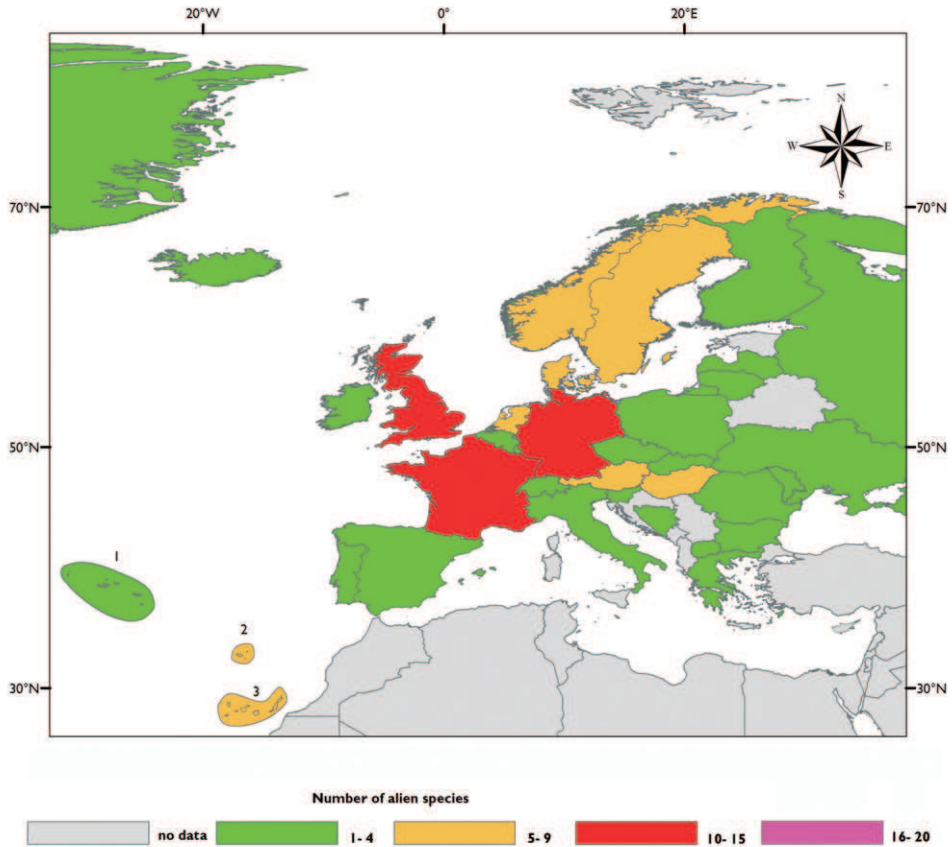 20°W 0° 20°E
N
W E
S
70°N 70°N
50°N 50°N
1
2
3
30°N 30°N
Number of alien species
no data 1- 4 5- 9 10- 15 16- 20